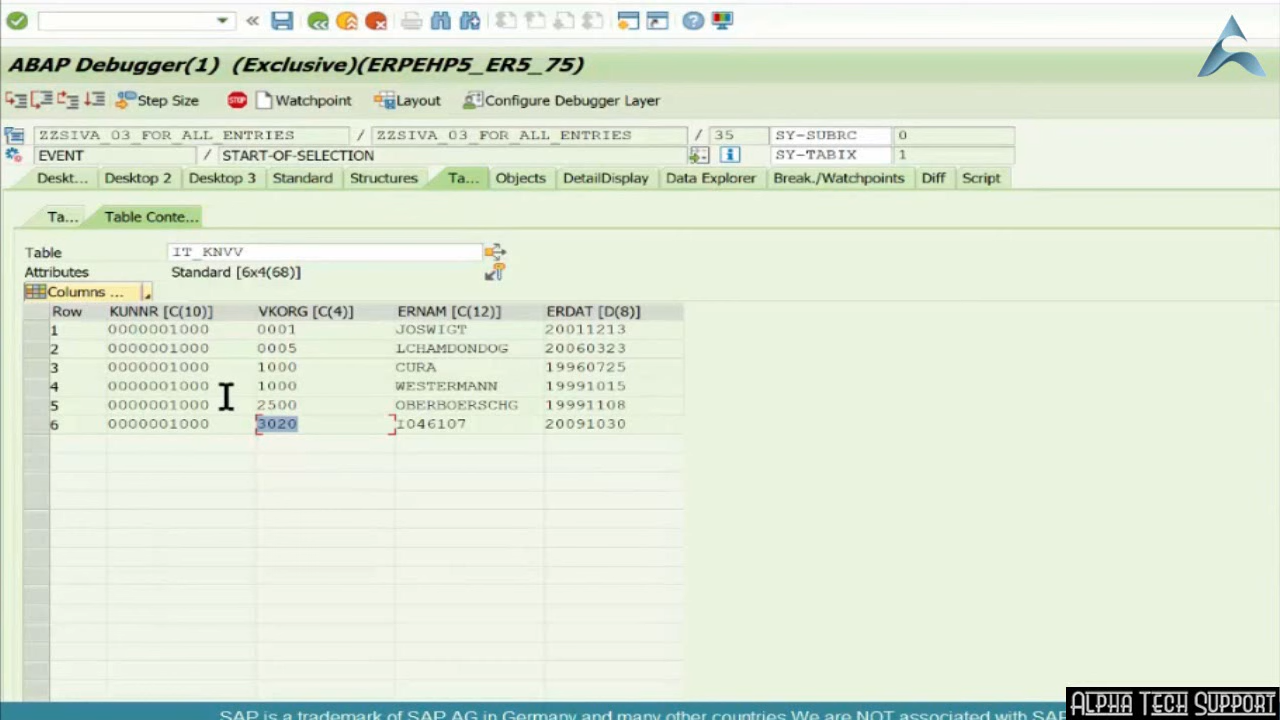 ABAP Debugger(1) (Exclusive)(ERPEHP5_ER5_75)
Step Size STOP Watchpoint Layout Configure Debugger Layer
ZZSIVA_03_FOR_ALL_ENTRIES / ZZSIVA_03_FOR_ALL_ENTRIES / 35 SY-SUBRC 0
EVENT / START-OF-SELECTION SY-TABIX 1
Deskt... Desktop 2 Desktop 3 Standard Structures Ta... Objects DetailDisplay Data Explorer Break./Watchpoints Diff Script
Ta... Table Conte...
Table IT_KNVV
Attributes Standard [6x4(68)]
Columns ...
Row KUNNR [C(10)] VKORG [C(4)] ERNAM [C(12)] ERDAT [D(8)]
1 0000001000 0001 JOSWIGT 20011213
2 0000001000 0005 LCHAMDONDOG 20060323
3 0000001000 1000 CURA 19960725
4 0000001000 1000 WESTERMANN 19991015
5 0000001000 2500 OBERBOERSCHG 19991108
6 0000001000 3020 I046107 20091030
SAP is a trademark of SAP AG in Germany and many other countries.We are NOT associated with SAP
Alpha Tech Support